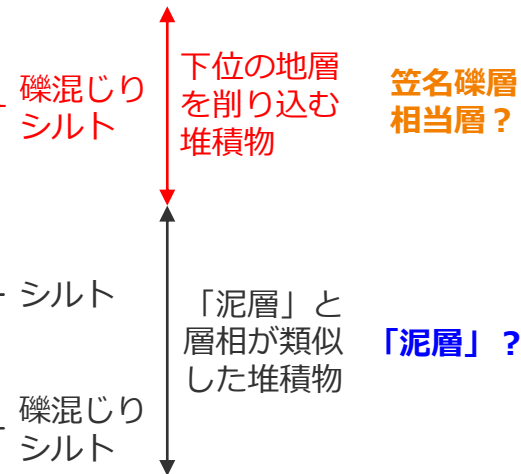 礫混じり
シルト
下位の地層
を削り込む
堆積物
笠名礫層
相当層？
シルト
「泥層」と
層相が類似
した堆積物
「泥層」？
礫混じり
シルト